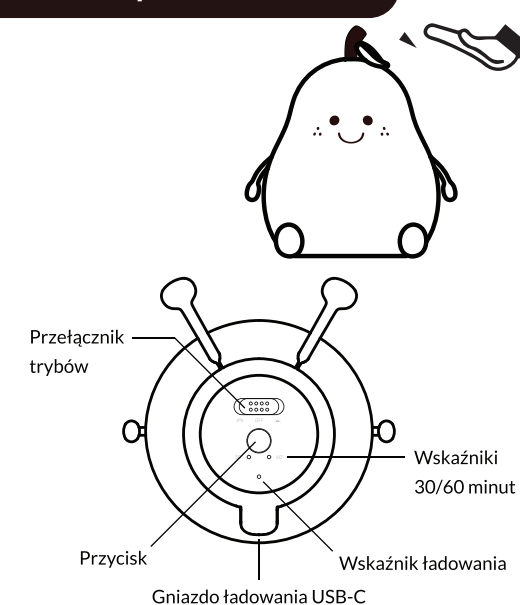 Przełącznik
trybów
Wskaźniki
30/60 minut
Przycisk
Wskaźnik ładowania
Gniazdo ładowania USB-C